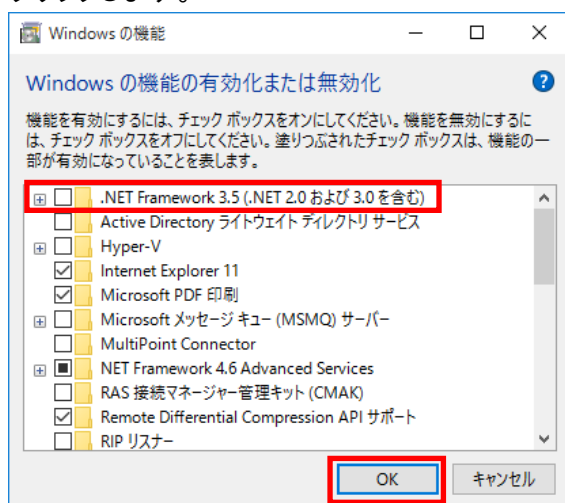 クリックします。
Windows の機能
Windows の機能の有効化または無効化
機能を有効にするには、チェック ボックスをオンにしてください。機能を無効にするに
は、チェック ボックスをオフにしてください。塗りつぶされたチェック ボックスは、機能の一
部が有効になっていることを表します。
.NET Framework 3.5 (.NET 2.0 および 3.0 を含む)
Active Directory ライトウェイト ディレクトリ サービス
Hyper-V
Internet Explorer 11
Microsoft PDF 印刷
Microsoft メッセージ キュー (MSMQ) サーバー
MultiPoint Connector
NET Framework 4.6 Advanced Services
RAS 接続マネージャー管理キット (CMAK)
Remote Differential Compression API サポート
RIP リスナー
OK
キャンセル